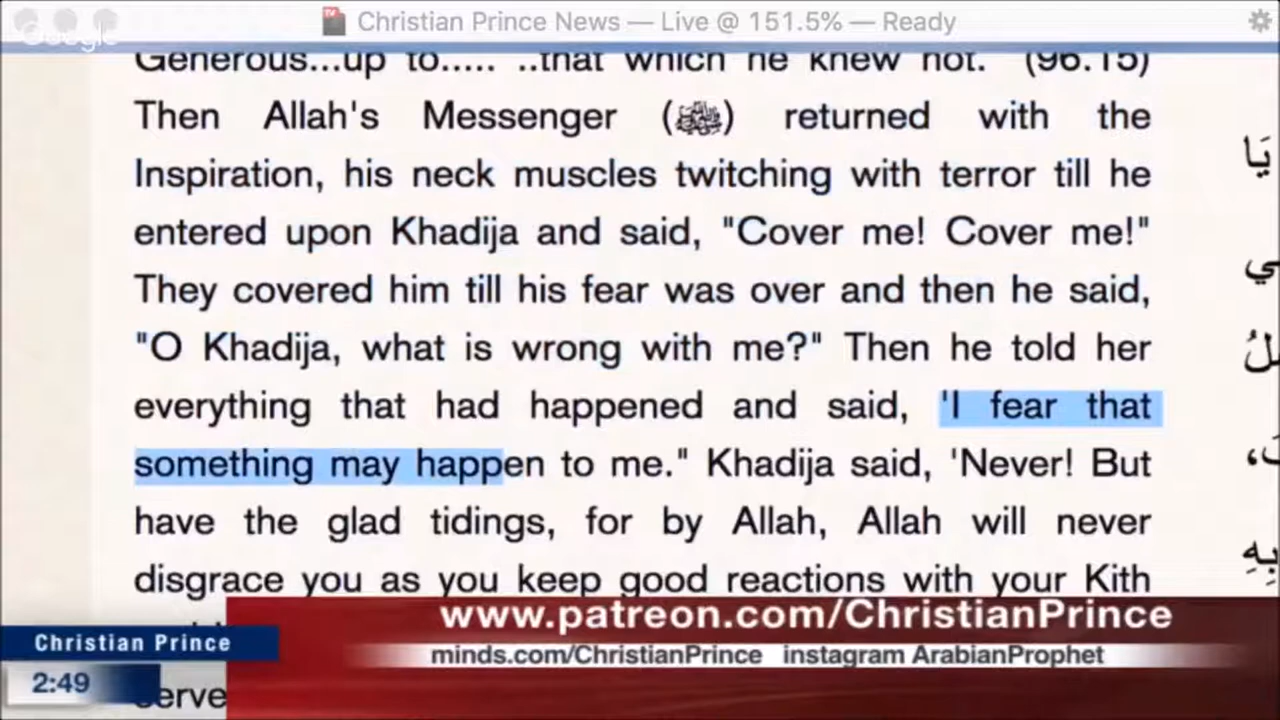 Christian Prince News — Live @ 151.5% — Ready
Google
Generous...up to..... ..that which he knew not. (96.15)
Then Allah's Messenger (ﷺ) returned with the
Inspiration, his neck muscles twitching with terror till he
entered upon Khadija and said, "Cover me! Cover me!"
They covered him till his fear was over and then he said,
"O Khadija, what is wrong with me?" Then he told her
everything that had happened and said, 'I fear that
something may happen to me." Khadija said, 'Never! But
have the glad tidings, for by Allah, Allah will never
disgrace you as you keep good reactions with your Kith
serve
يَا
ي
لُ
بِهِ
www.patreon.com/ChristianPrince
minds.com/ChristianPrince instagram ArabianProphet
Christian Prince
2:49